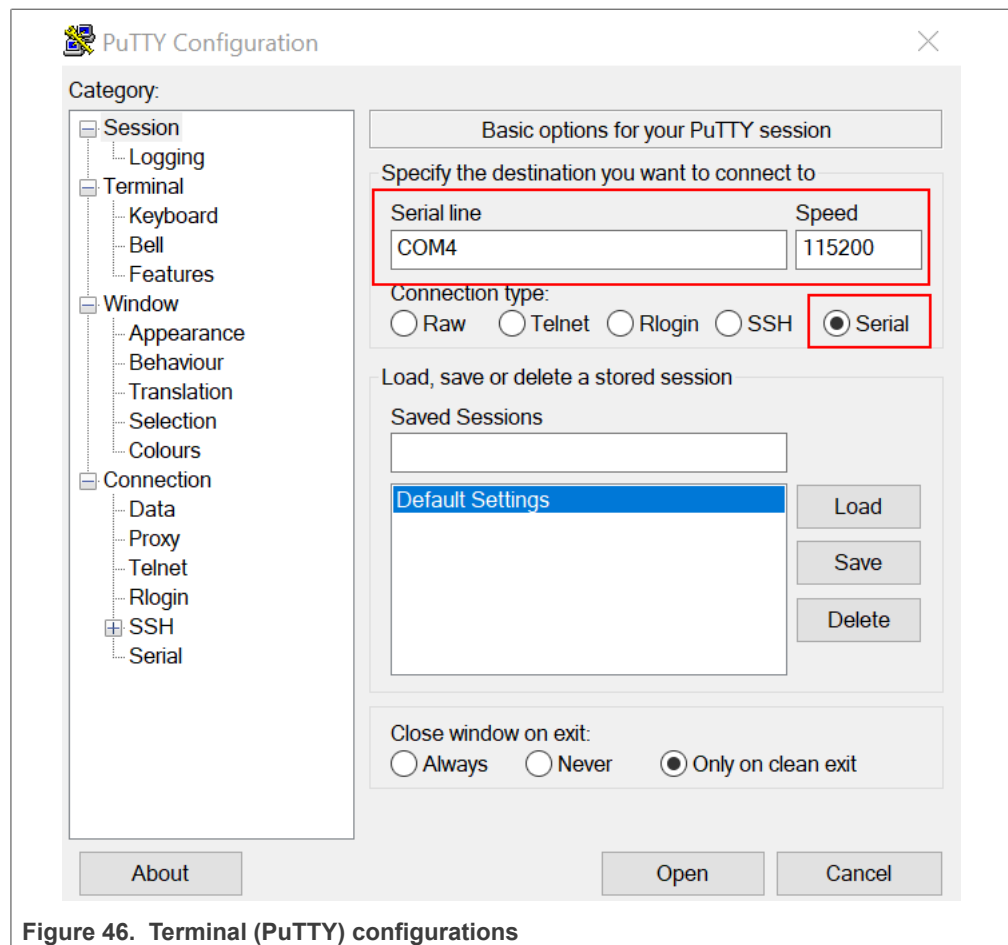 PuTTY Configuration
Category:
Session
Logging
Terminal
Keyboard
Bell
Features
Window
Appearance
Behaviour
Translation
Selection
Colours
Connection
Data
Proxy
Telnet
Rlogin
SSH
Serial
Basic options for your PuTTY session
Specify the destination you want to connect to
Serial line Speed
COM4 115200
Connection type:
Raw Telnet Rlogin SSH Serial
Load, save or delete a stored session
Saved Sessions
Default Settings
Load
Save
Delete
Close window on exit:
Always Never Only on clean exit
About Open Cancel
Figure 46. Terminal (PuTTY) configurations